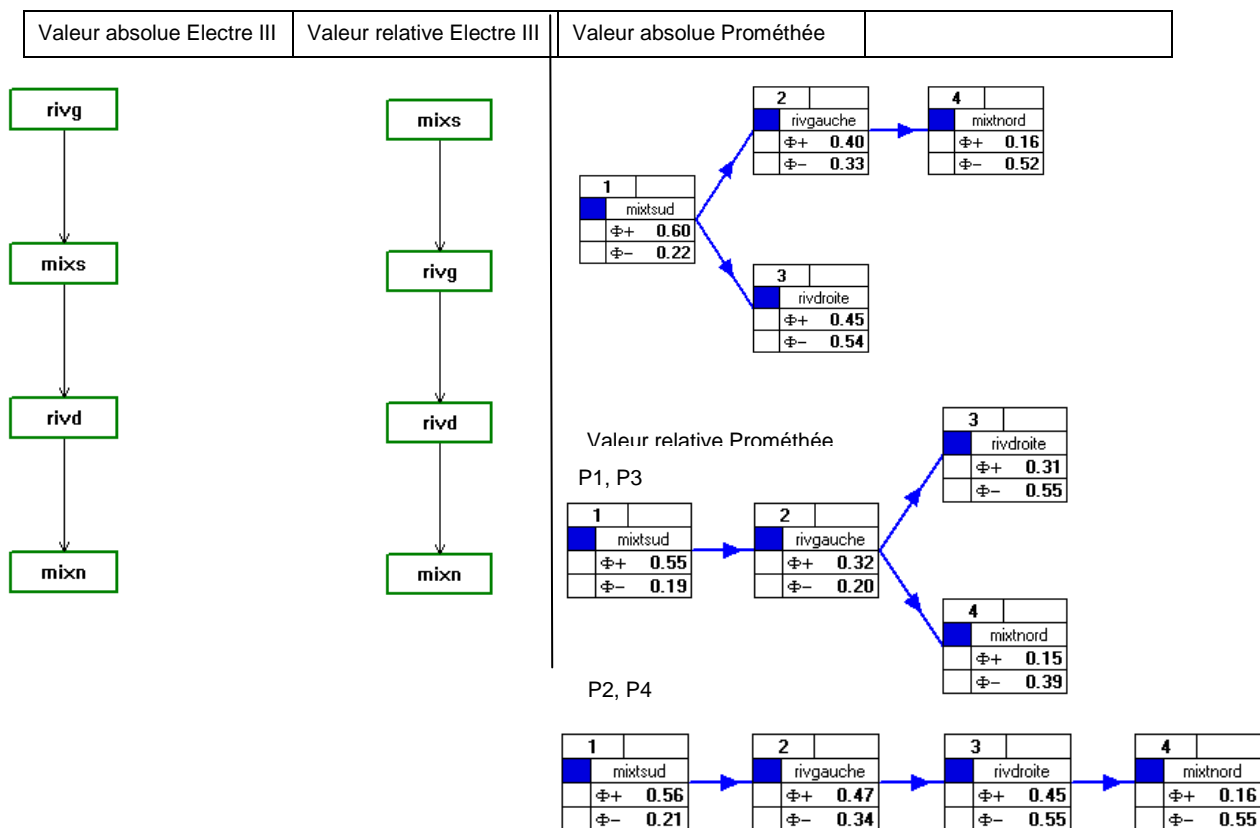 Valeur absolue Electre III
Valeur relative Electre III
Valeur absolue Prométhée
rivg
mixs
rivd
mixn
mixs
rivg
rivd
mixn
1
mixtsud
Φ+ 0.60
Φ− 0.22
2
rivgauche
Φ+ 0.40
Φ− 0.33
4
mixtnord
Φ+ 0.16
Φ− 0.52
3
rivdroite
Φ+ 0.45
Φ− 0.54
Valeur relative Prométhée
P1, P3
1
mixtsud
Φ+ 0.55
Φ− 0.19
2
rivgauche
Φ+ 0.32
Φ− 0.20
3
rivdroite
Φ+ 0.31
Φ− 0.55
4
mixtnord
Φ+ 0.15
Φ− 0.39
P2, P4
1
mixtsud
Φ+ 0.56
Φ− 0.21
2
rivgauche
Φ+ 0.47
Φ− 0.34
3
rivdroite
Φ+ 0.45
Φ− 0.55
4
mixtnord
Φ+ 0.16
Φ− 0.55